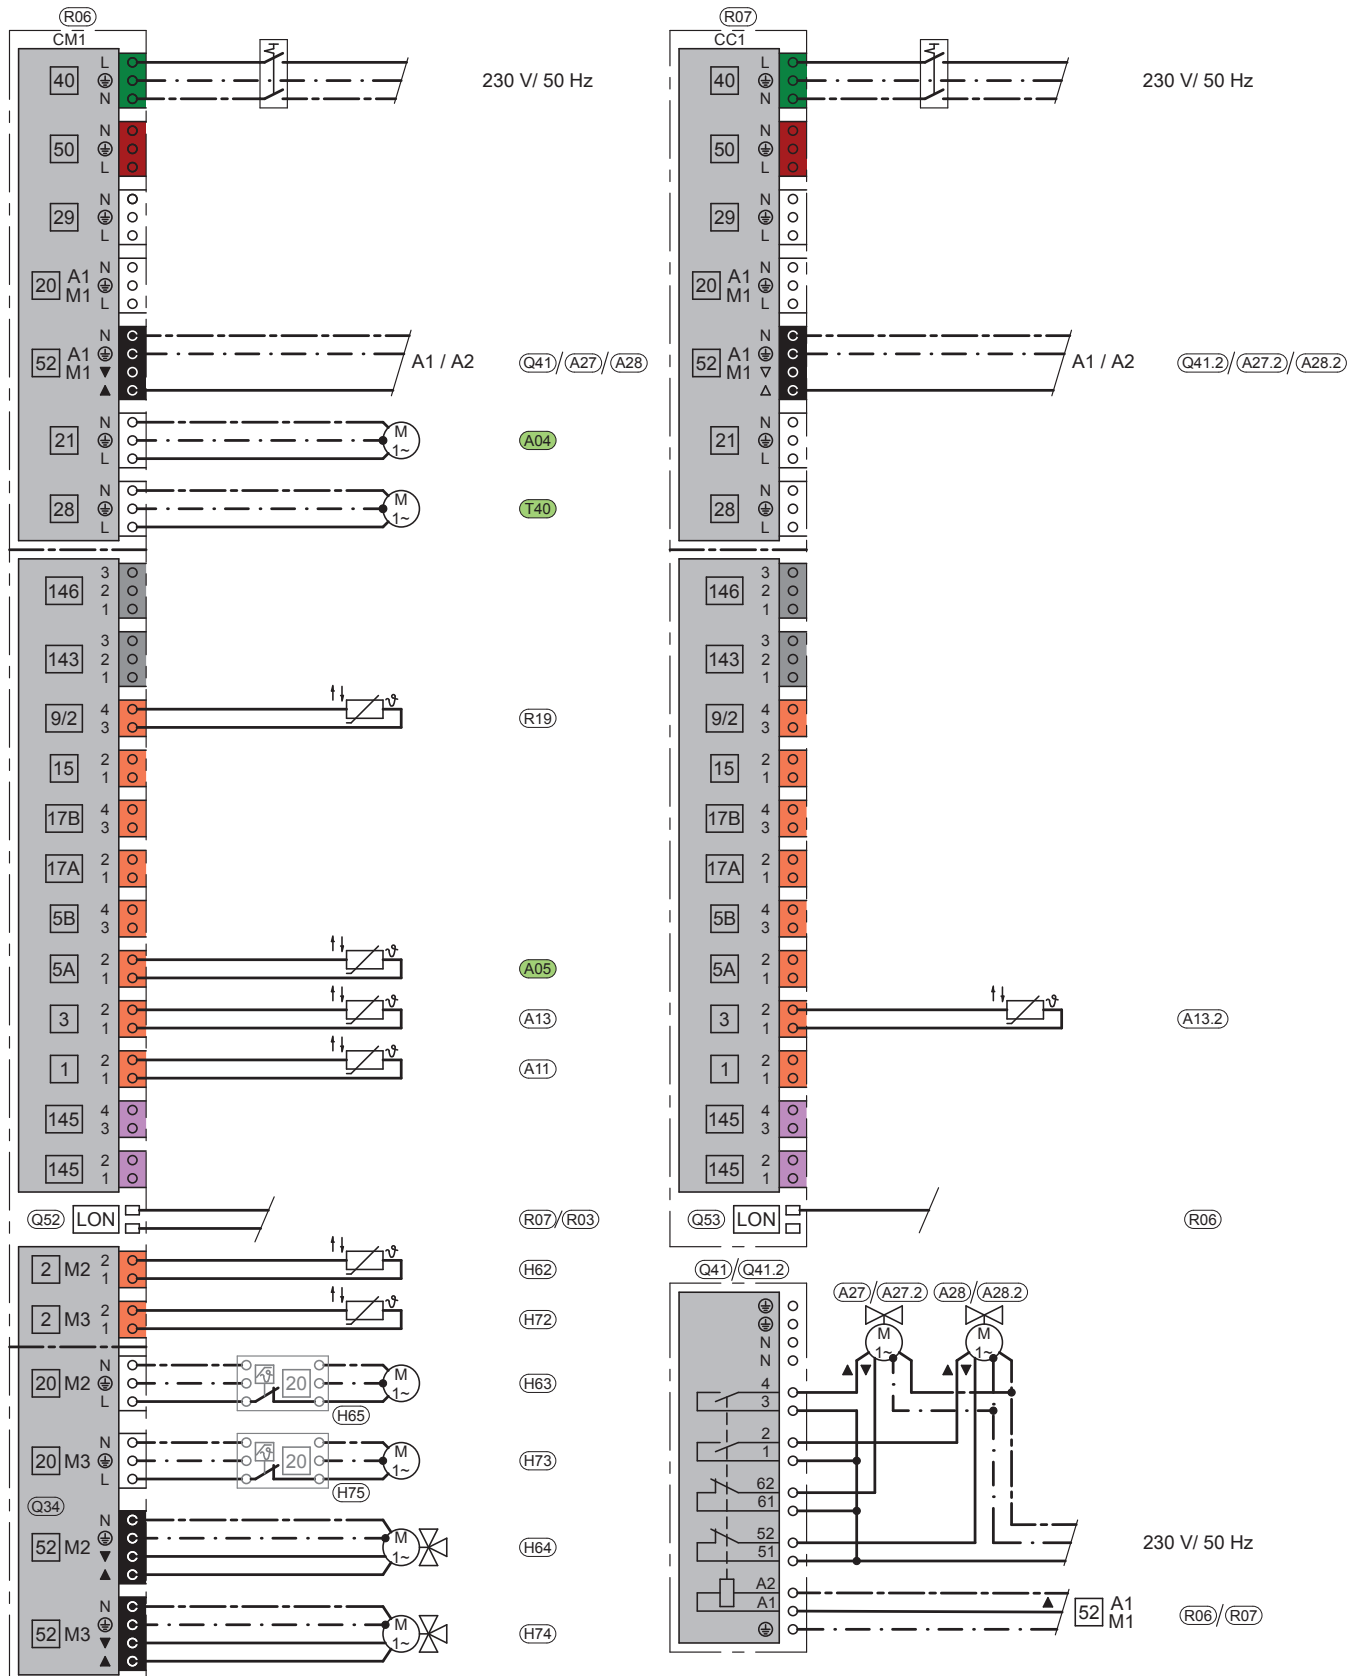 R06
CM1
40 L
N
230 V/ 50 Hz
50 N
L
29 N
L
20 A1 M1 N
L
52 A1 M1 N
▼
▲
A1 / A2
Q41 / A27 / A28
21 N
L
M 1~
A04
28 N
L
M 1~
T40
146 3
2
1
143 3
2
1
9/2 4
3
ϑ
R19
15 2
1
17B 4
3
17A 2
1
5B 4
3
5A 2
1
ϑ
A05
3 2
1
ϑ
A13
1 2
1
ϑ
A11
145 4
3
145 2
1
Q52 LON
R07 / R03
2 M2 2
1
ϑ
H62
2 M3 2
1
ϑ
H72
20 M2 N
L
ϑ 20
M 1~
H63
H65
20 M3 N
L
ϑ 20
M 1~
H73
H75
Q34
52 M2 N
▼
▲
M 1~
H64
52 M3 N
▼
▲
M 1~
H74
R07
CC1
40 L
N
230 V/ 50 Hz
50 N
L
29 N
L
20 A1 M1 N
L
52 A1 M1 N
▽
△
A1 / A2
Q41.2 / A27.2 / A28.2
21 N
L
28 N
L
146 3
2
1
143 3
2
1
9/2 4
3
15 2
1
17B 4
3
17A 2
1
5B 4
3
5A 2
1
3 2
1
ϑ
A13.2
1 2
1
145 4
3
145 2
1
Q53 LON
R06
Q41 / Q41.2
A27 / A27.2 A28 / A28.2
M 1~ M 1~
▲ ▼ ▲ ▼
N
N
4
3
2
1
62
61
52
51
230 V/ 50 Hz
A2
A1
▲ 52 A1 M1
R06 / R07